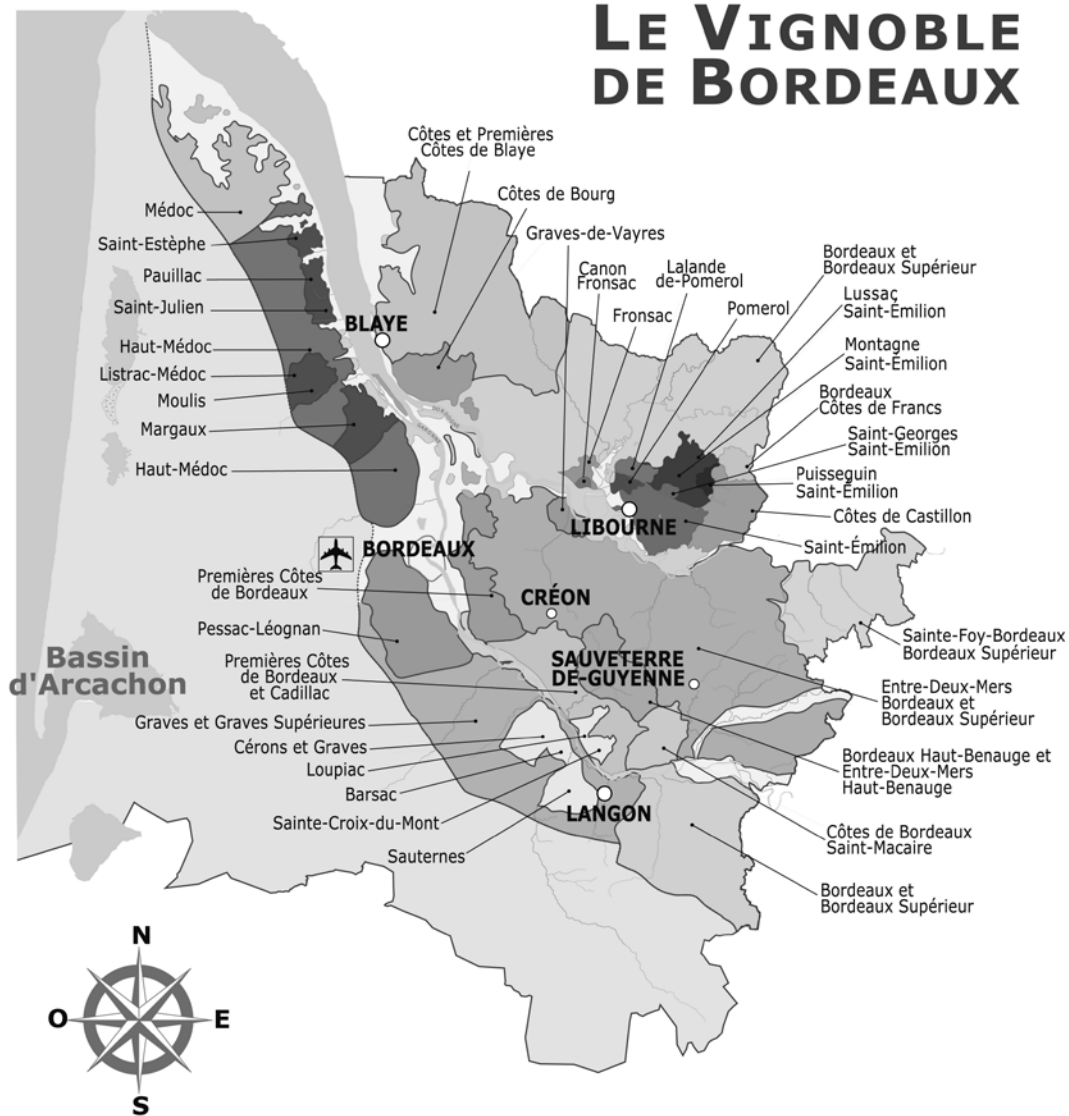 LE VIGNOBLE
DE BORDEAUX
Côtes et Premières
Côtes de Blaye
Côtes de Bourg
Graves-de-Vayres
Canon
Fronsac
Fronsac
Lalande
de-Pomerol
Pomerol
Bordeaux et
Bordeaux Supérieur
Lussaç
Saint-Émilion
Montagne
Saint-Émilion
Bordeaux
Côtes de Francs
Saint-Georges
Saint-Émilion
Puisseguin
Saint-Émilion
Côtes de Castillon
Saint-Émilion
Médoc
Saint-Estèphe
Pauillac
Saint-Julien
Haut-Médoc
Listrac-Médoc
Moulis
Margaux
Haut-Médoc
BLAYE
LIBOURNE
BORDEAUX
CRÉON
SAUVETERRE
DE-GUYENNE
LANGON
Premières Côtes
de Bordeaux
Pessac-Léognan
Premières Côtes
de Bordeaux
et Cadillac
Graves et Graves Supérieures
Cérons et Graves
Loupiac
Barsac
Sainte-Croix-du-Mont
Sauternes
Bassin
d'Arcachon
Sainte-Foy-Bordeaux
Bordeaux Supérieur
Entre-Deux-Mers
Bordeaux et
Bordeaux Supérieur
Bordeaux Haut-Benauge et
Entre-Deux-Mers
Haut-Benauge
Côtes de Bordeaux
Saint-Macaire
Bordeaux et
Bordeaux Supérieur
N
O
E
S